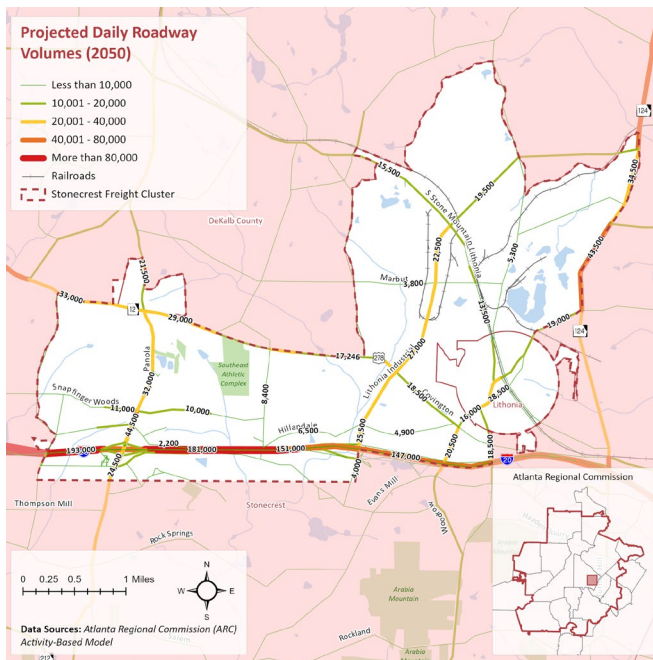 Projected Daily Roadway
Volumes (2050)
Less than 10,000
10,001 - 20,000
20,001 - 40,000
40,001 - 80,000
More than 80,000
Railroads
Stonecrest Freight Cluster
124
15,500
34,500
19,500
S Stone Mountain Lithonia
DeKalb County
5,300
22,500
43,500
21,500
Marbut
3,800
33,000
12
29,000
13,500
19,000
124
17,246
278
27,000
Panola
32,000
Southeast
Athletic
Complex
Lithonia Industrial
8,400
18,500
Covington
28,500
Lithonia
Snapfinger Woods
11,000
10,000
16,000
44,500
Hillandale
6,500
25,500
4,900
20,500
18,500
193,000
2,200
181,000
151,000
147,000
20
24,500
4,000
Evans Mill
Woodrow
Thompson Mill
Stonecrest
Rock Springs
Atlanta Regional Commission
0 0.25 0.5 1 Miles
N
W E
S
Arabia
Mountain
Rockland
Arabia
Data Sources: Atlanta Regional Commission (ARC)
Activity-Based Model
212